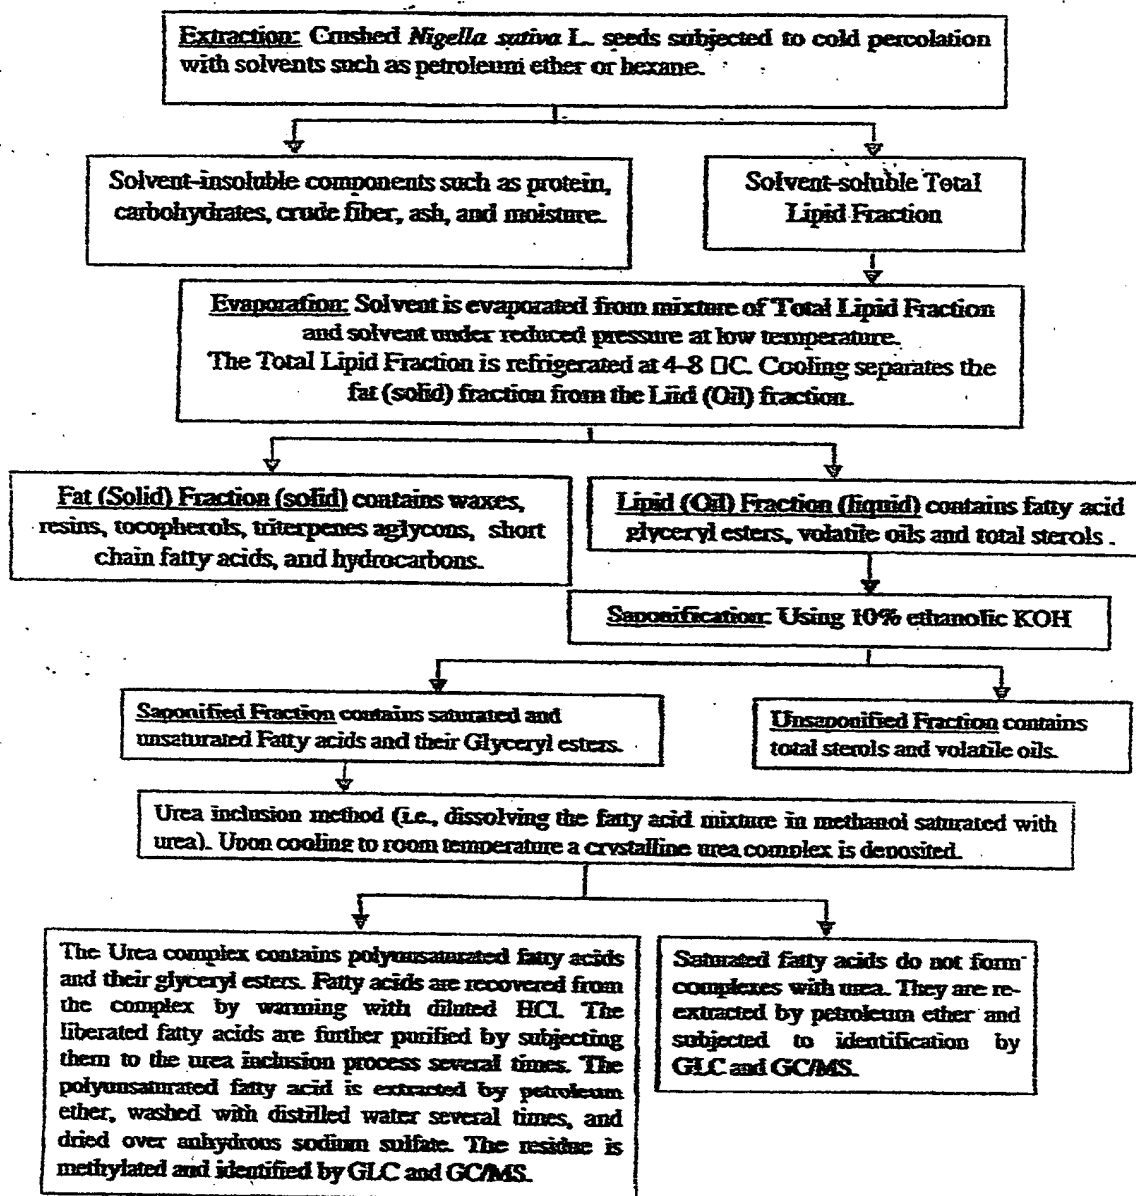 Extraction: Crushed Nigella sativa L. seeds subjected to cold percolation
with solvents such as petroleum ether or hexane.
Solvent-insoluble components such as protein,
carbohydrates, crude fiber, ash, and moisture.
Solvent-soluble Total
Lipid Fraction
Evaporation: Solvent is evaporated from mixture of Total Lipid Fraction
and solvent under reduced pressure at low temperature.
The Total Lipid Fraction is refrigerated at 4-8 □C. Cooling separates the
fat (solid) fraction from the Liid (Oil) fraction.
Fat (Solid) Fraction (solid) contains waxes,
resins, tocopherols, triterpenes aglycons, short
chain fatty acids, and hydrocarbons.
Lipid (Oil) Fraction (liquid) contains fatty acid
glyceryl esters, volatile oils and total sterols .
Saponification: Using 10% ethanolic KOH
Saponified Fraction contains saturated and
unsaturated Fatty acids and their Glyceryl esters.
Unsaponified Fraction contains
total sterols and volatile oils.
Urea inclusion method (i.e., dissolving the fatty acid mixture in methanol saturated with
urea). Upon cooling to room temperature a crystalline urea complex is deposited.
The Urea complex contains polyunsaturated fatty acids
and their glyceryl esters. Fatty acids are recovered from
the complex by warming with diluted HCl. The
liberated fatty acids are further purified by subjecting
them to the urea inclusion process several times. The
polyunsaturated fatty acid is extracted by petroleum
ether, washed with distilled water several times, and
dried over anhydrous sodium sulfate. The residue is
methylated and identified by GLC and GC/MS.
Saturated fatty acids do not form
complexes with urea. They are re-
extracted by petroleum ether and
subjected to identification by
GLC and GC/MS.